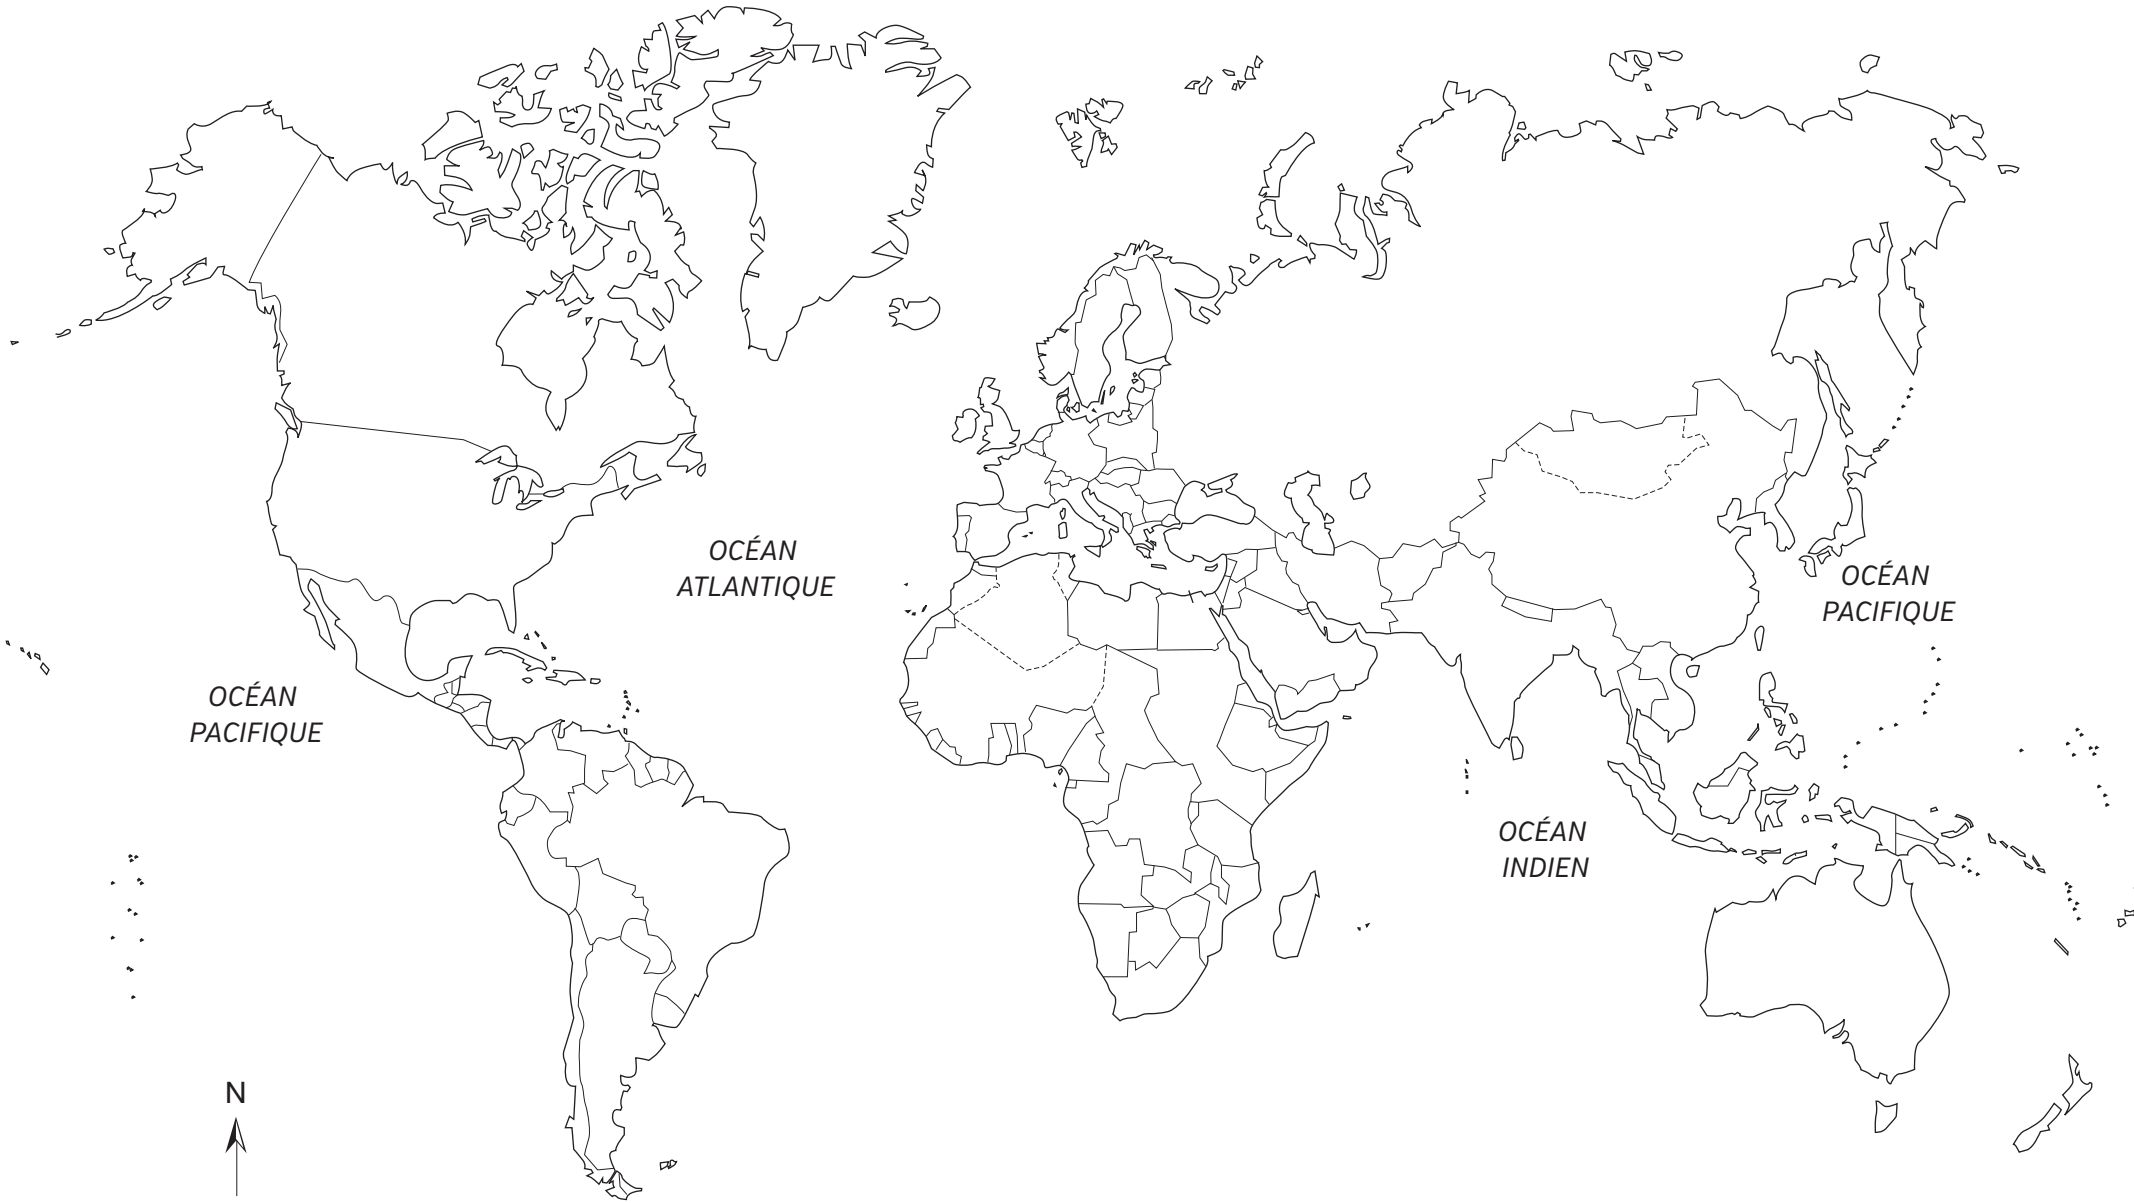 OCÉAN
ATLANTIQUE
OCÉAN
PACIFIQUE
OCÉAN
PACIFIQUE
OCÉAN
INDIEN
N